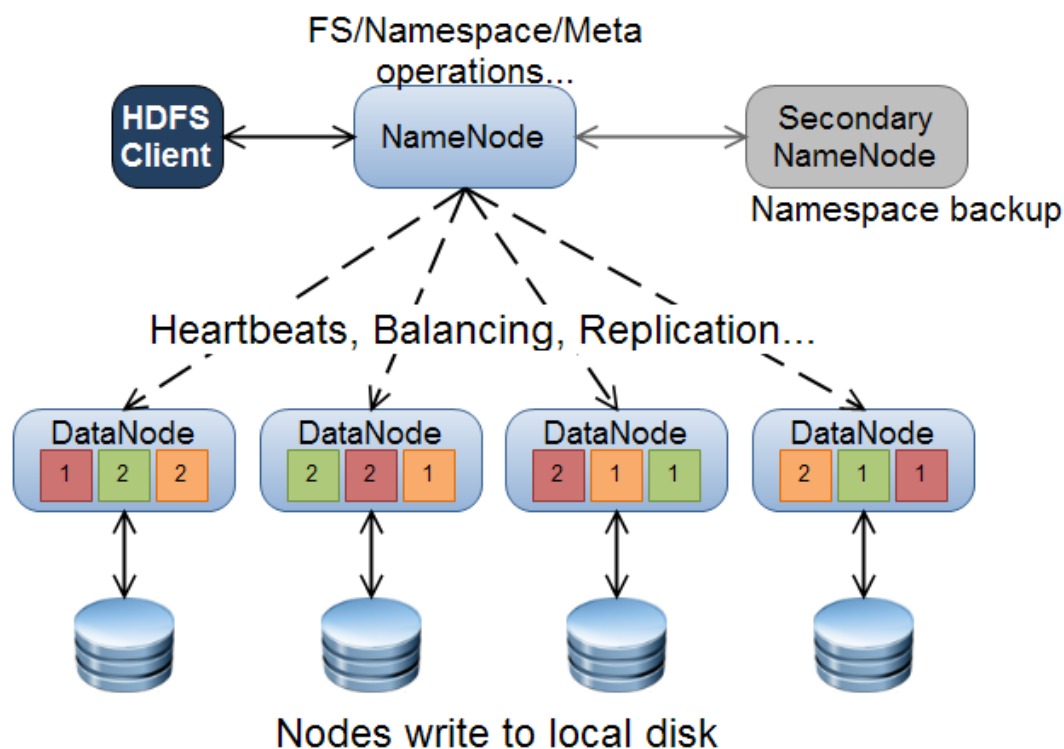 FS/Namespace/Meta
operations...
HDFS
Client
NameNode
Secondary
NameNode
Namespace backup
Heartbeats, Balancing, Replication...
DataNode
1 2 2
DataNode
2 2 1
DataNode
2 1 1
DataNode
2 1 1
Nodes write to local disk